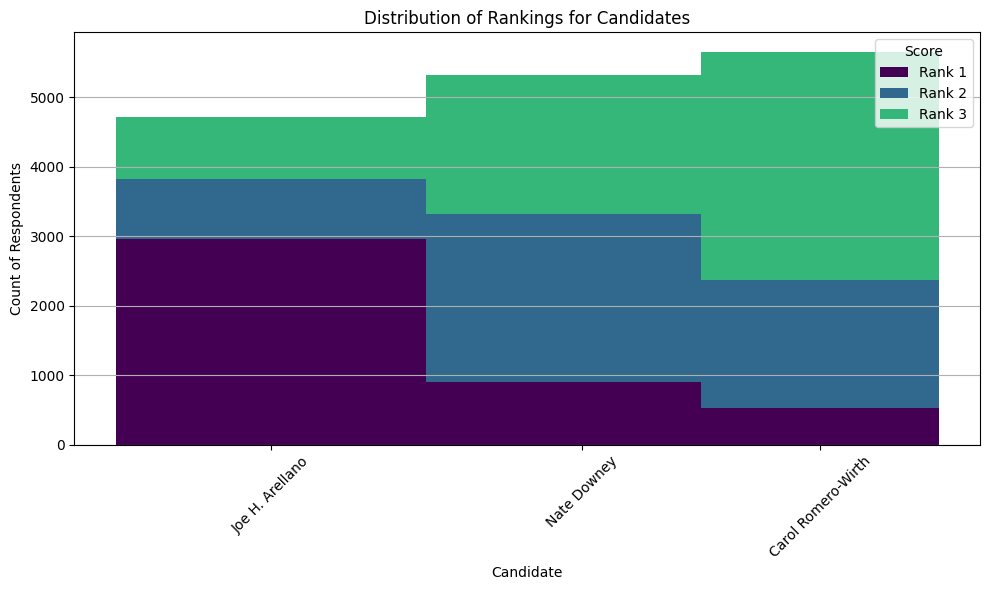 Distribution of Rankings for Candidates
Score
Rank 1
Rank 2
Rank 3
Count of Respondents
5000
4000
3000
2000
1000
0
Joe H. Arellano
Nate Downey
Carol Romero-Wirth
Candidate